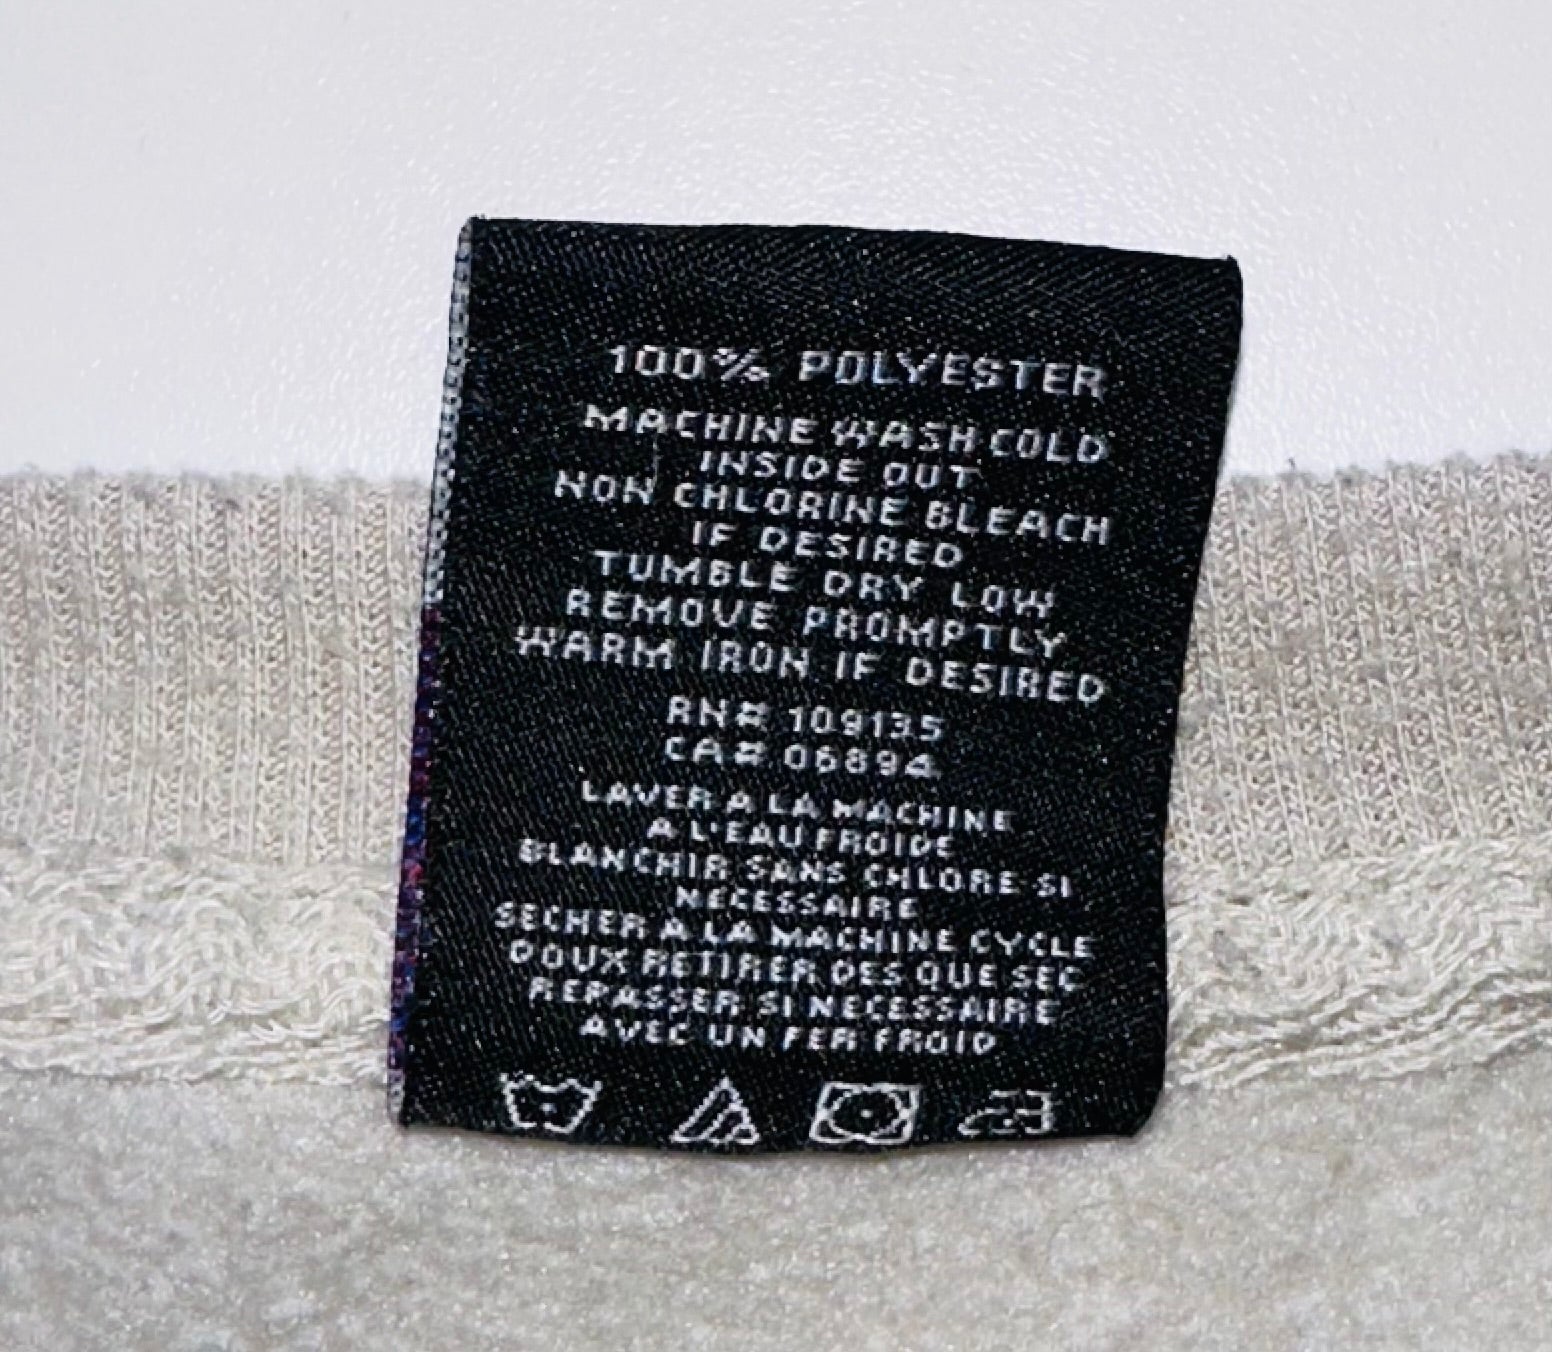 100% POLYESTER
MACHINE WASH COLD
INSIDE OUT
NON CHLORINE BLEACH
IF DESIRED
TUMBLE DRY LOW
REMOVE PROMPTLY
WARM IRON IF DESIRED
RN# 109135
CA# 06894
LAVER A LA MACHINE
A L'EAU FROIDE
BLANCHIR SANS CHLORE SI
NECESSAIRE
SECHER A LA MACHINE CYCLE
DOUX RETIRER DES QUE SEC
REPASSER SI NECESSAIRE
AVEC UN FER FROID